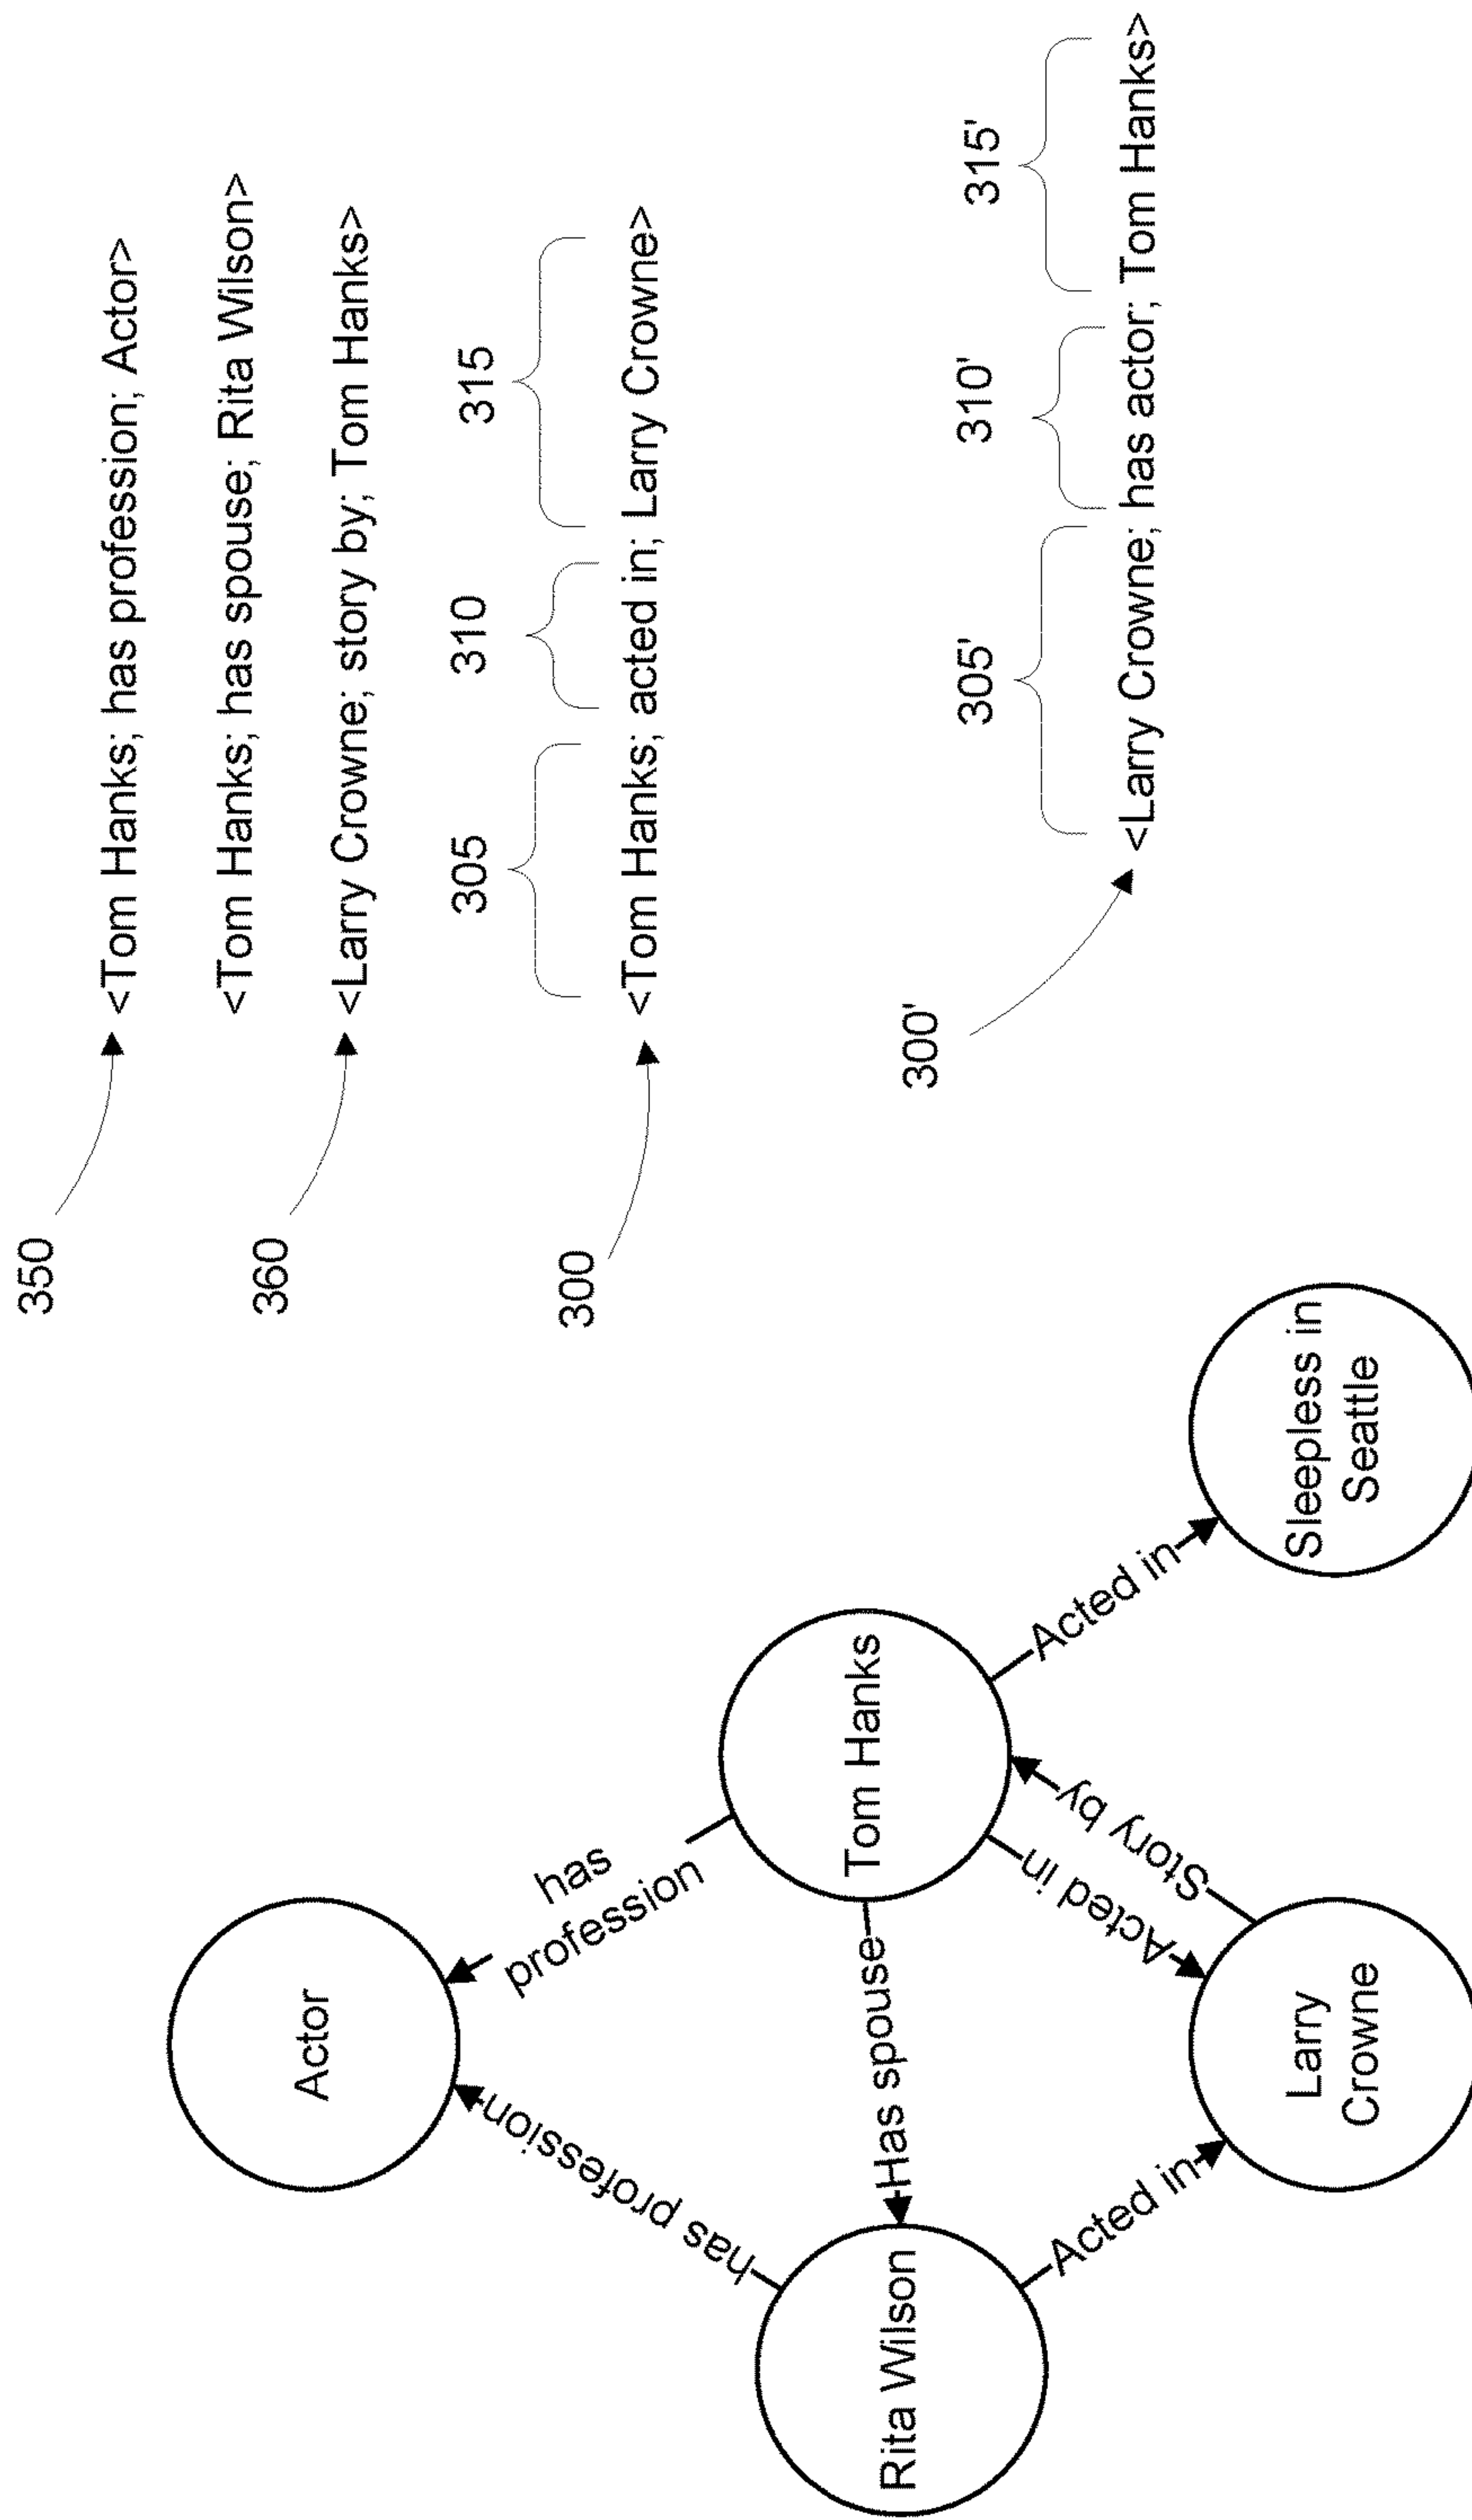 Actor
has
profession
has profession
Tom Hanks
Rita Wilson
Has spouse
Acted in
Story by
Acted in
Acted in
Larry
Crowne
Sleepless in
Seattle
350
<Tom Hanks; has profession; Actor>
<Tom Hanks; has spouse; Rita Wilson>
360
<Larry Crowne; story by; Tom Hanks>
305
310
315
300
<Tom Hanks; acted in; Larry Crowne>
300'
305'
310'
315'
<Larry Crowne; has actor; Tom Hanks>